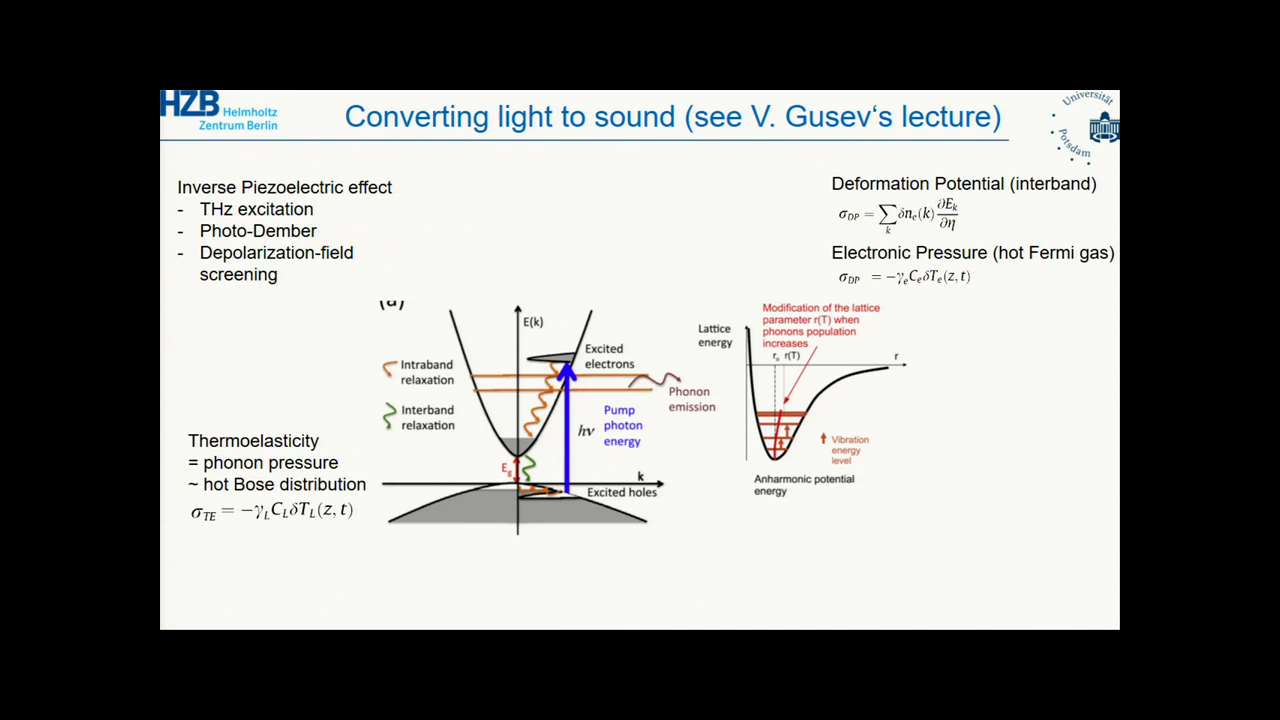 HZB Helmholtz
Zentrum Berlin
Converting light to sound (see V. Gusev‘s lecture)
Universität
Potsdam
Inverse Piezoelectric effect
- THz excitation
- Photo-Dember
- Depolarization-field
screening
Deformation Potential (interband)
σ_DP = ∑_k δn_e(k) ∂E_k/∂η
Electronic Pressure (hot Fermi gas)
σ_DP = −γ_e C_e δT_e(z, t)
E(k)
Excited
electrons
Intraband
relaxation
Interband
relaxation
Phonon
emission
Pump
photon
energy
hν
E_g
k
Excited holes
Modification of the lattice
parameter r(T) when
phonons population
increases
Lattice
energy
r₀ r(T)
r
Vibration
energy
level
Anharmonic potential
energy
Thermoelasticity
= phonon pressure
~ hot Bose distribution
σ_TE = −γ_L C_L δT_L(z, t)